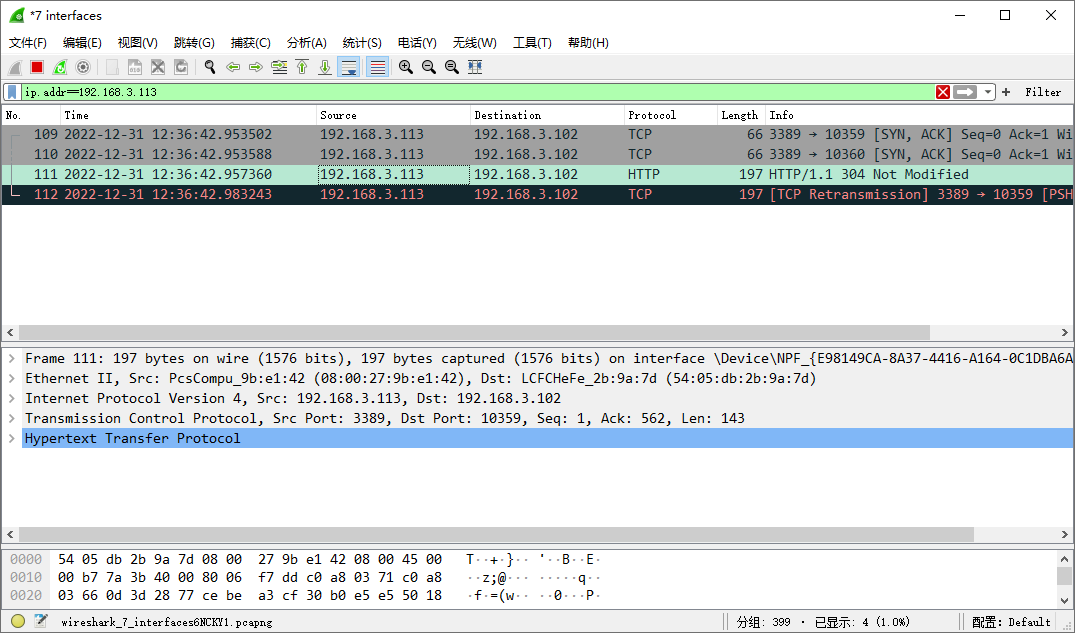 *7 interfaces
文件(F) 编辑(E) 视图(V) 跳转(G) 捕获(C) 分析(A) 统计(S) 电话(Y) 无线(W) 工具(T) 帮助(H)
ip.addr==192.168.3.113 + Filter
No. Time Source Destination Protocol Length Info
109 2022-12-31 12:36:42.953502 192.168.3.113 192.168.3.102 TCP 66 3389 → 10359 [SYN, ACK] Seq=0 Ack=1 Wi
110 2022-12-31 12:36:42.953588 192.168.3.113 192.168.3.102 TCP 66 3389 → 10360 [SYN, ACK] Seq=0 Ack=1 Wi
111 2022-12-31 12:36:42.957360 192.168.3.113 192.168.3.102 HTTP 197 HTTP/1.1 304 Not Modified
112 2022-12-31 12:36:42.983243 192.168.3.113 192.168.3.102 TCP 197 [TCP Retransmission] 3389 → 10359 [PSH
Frame 111: 197 bytes on wire (1576 bits), 197 bytes captured (1576 bits) on interface \Device\NPF_{E98149CA-8A37-4416-A164-0C1DBA6A
Ethernet II, Src: PcsCompu_9b:e1:42 (08:00:27:9b:e1:42), Dst: LCFCHeFe_2b:9a:7d (54:05:db:2b:9a:7d)
Internet Protocol Version 4, Src: 192.168.3.113, Dst: 192.168.3.102
Transmission Control Protocol, Src Port: 3389, Dst Port: 10359, Seq: 1, Ack: 562, Len: 143
Hypertext Transfer Protocol
0000 54 05 db 2b 9a 7d 08 00 27 9b e1 42 08 00 45 00 T··+·}·· '··B··E·
0010 00 b7 7a 3b 40 00 80 06 f7 dd c0 a8 03 71 c0 a8 ··z;@··· ·····q··
0020 03 66 0d 3d 28 77 ce be a3 cf 30 b0 e5 e5 50 18 ·f·=(w·· ··0···P·
wireshark_7_interfaces6NCKY1.pcapng 分组: 399 · 已显示: 4 (1.0%) 配置: Default